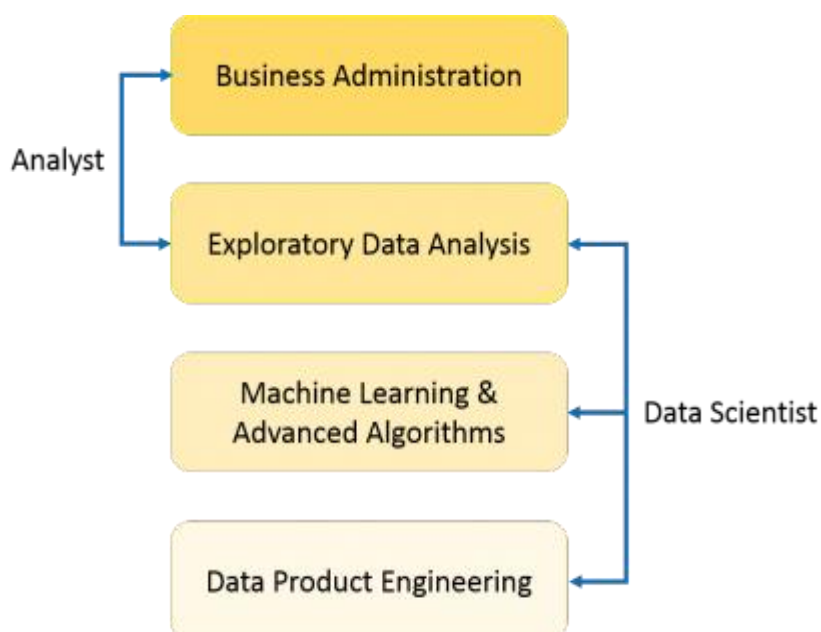 Business Administration
Analyst
Exploratory Data Analysis
Machine Learning &
Advanced Algorithms
Data Scientist
Data Product Engineering